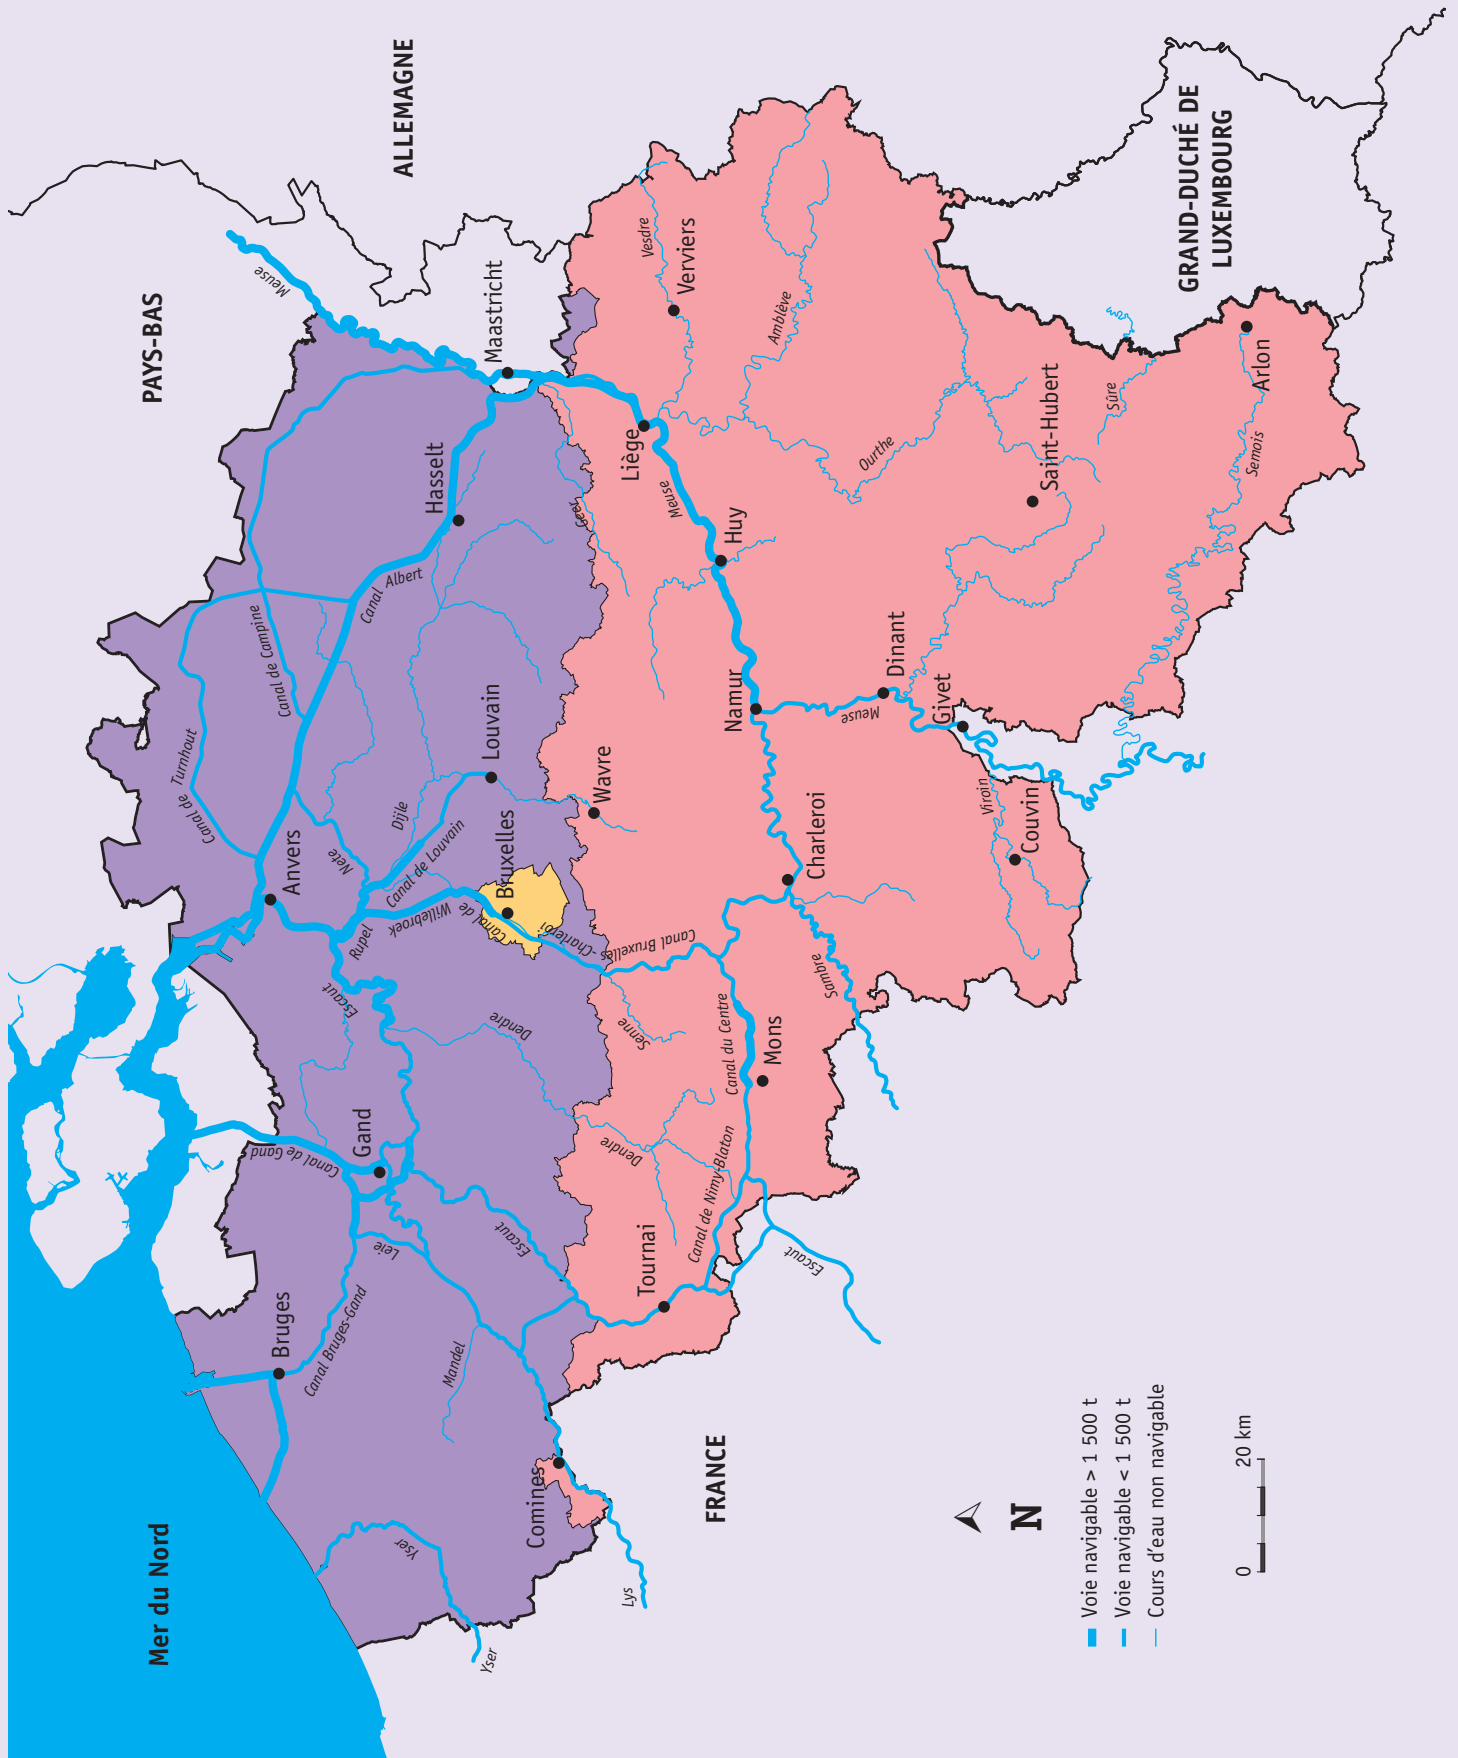 Mer du Nord
PAYS-BAS
ALLEMAGNE
FRANCE
GRAND-DUCHÉ DE
LUXEMBOURG
Bruges
Gand
Anvers
Louvain
Hasselt
Maastricht
Bruxelles
Comines
Tournai
Mons
Wavre
Charleroi
Namur
Huy
Liège
Verviers
Dinant
Givet
Couvin
Saint-Hubert
Arlon
Meuse
Canal de Turnhout
Canal de Campine
Canal Albert
Canal de Gand
Canal Bruges-Gand
Leie
Escaut
Escaut
Rupel
Nete
Dijle
Canal de Louvain
Willebroek
Canal de
Canal Bruxelles-Charleroi
Dendre
Dendre
Senne
Mandel
Yser
Yser
Lys
Escaut
Canal de Nimy-Blaton
Canal du Centre
Sambre
Meuse
Meuse
Geer
Vesdre
Amblève
Ourthe
Sûre
Semois
Viroin
N
Voie navigable > 1 500 t
Voie navigable < 1 500 t
Cours d'eau non navigable
0
20 km